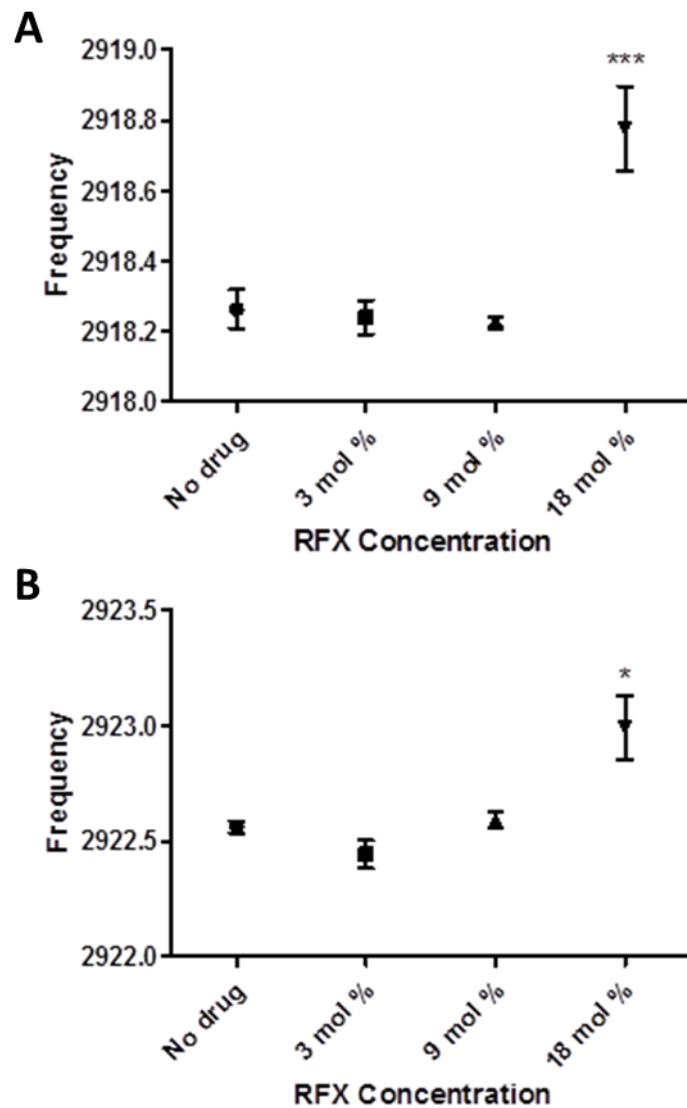 A
Frequency
2919.0
2918.8
2918.6
2918.4
2918.2
2918.0
***
No drug
3 mol %
9 mol %
18 mol %
RFX Concentration
B
Frequency
2923.5
2923.0
2922.5
2922.0
*
No drug
3 mol %
9 mol %
18 mol %
RFX Concentration